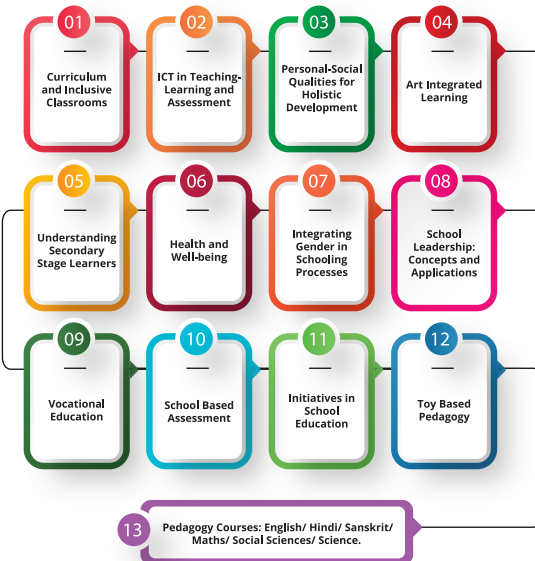 01
Curriculum
and Inclusive
Classrooms
02
ICT in Teaching-
Learning and
Assessment
03
Personal-Social
Qualities for
Holistic
Development
04
Art Integrated
Learning
05
Understanding
Secondary
Stage Learners
06
Health and
Well-being
07
Integrating
Gender in
Schooling
Processes
08
School
Leadership:
Concepts and
Applications
09
Vocational
Education
10
School Based
Assessment
11
Initiatives in
School
Education
12
Toy Based
Pedagogy
13
Pedagogy Courses: English/ Hindi/ Sanskrit/
Maths/ Social Sciences/ Science.